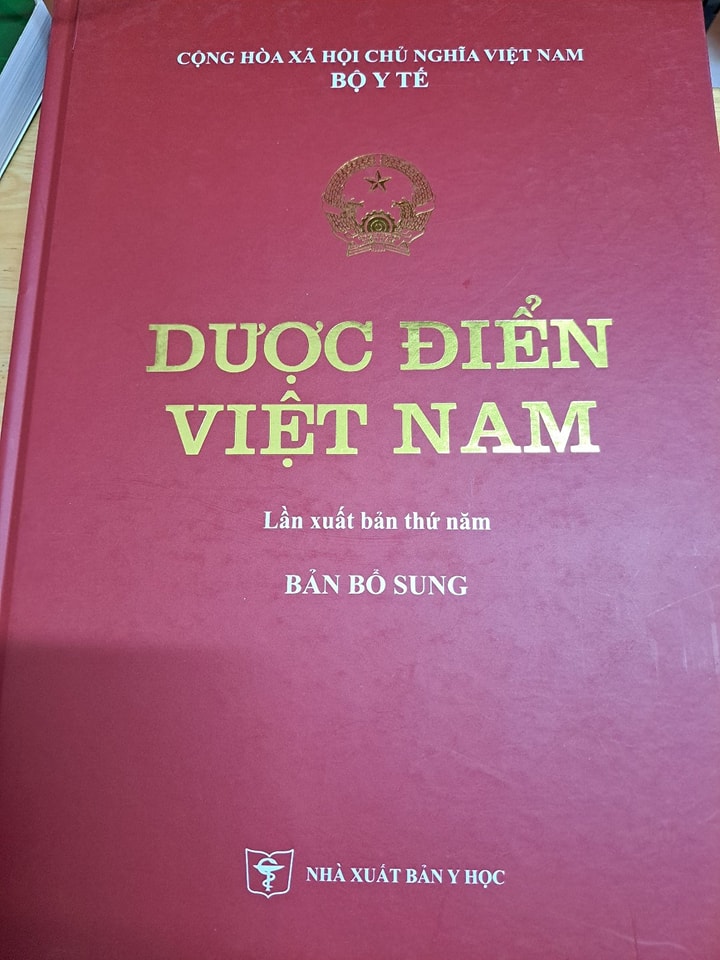 CỘNG HÒA XÃ HỘI CHỦ NGHĨA VIỆT NAM
BỘ Y TẾ
DƯỢC ĐIỂN
VIỆT NAM
Lần xuất bản thứ năm
BẢN BỔ SUNG
NHÀ XUẤT BẢN Y HỌC